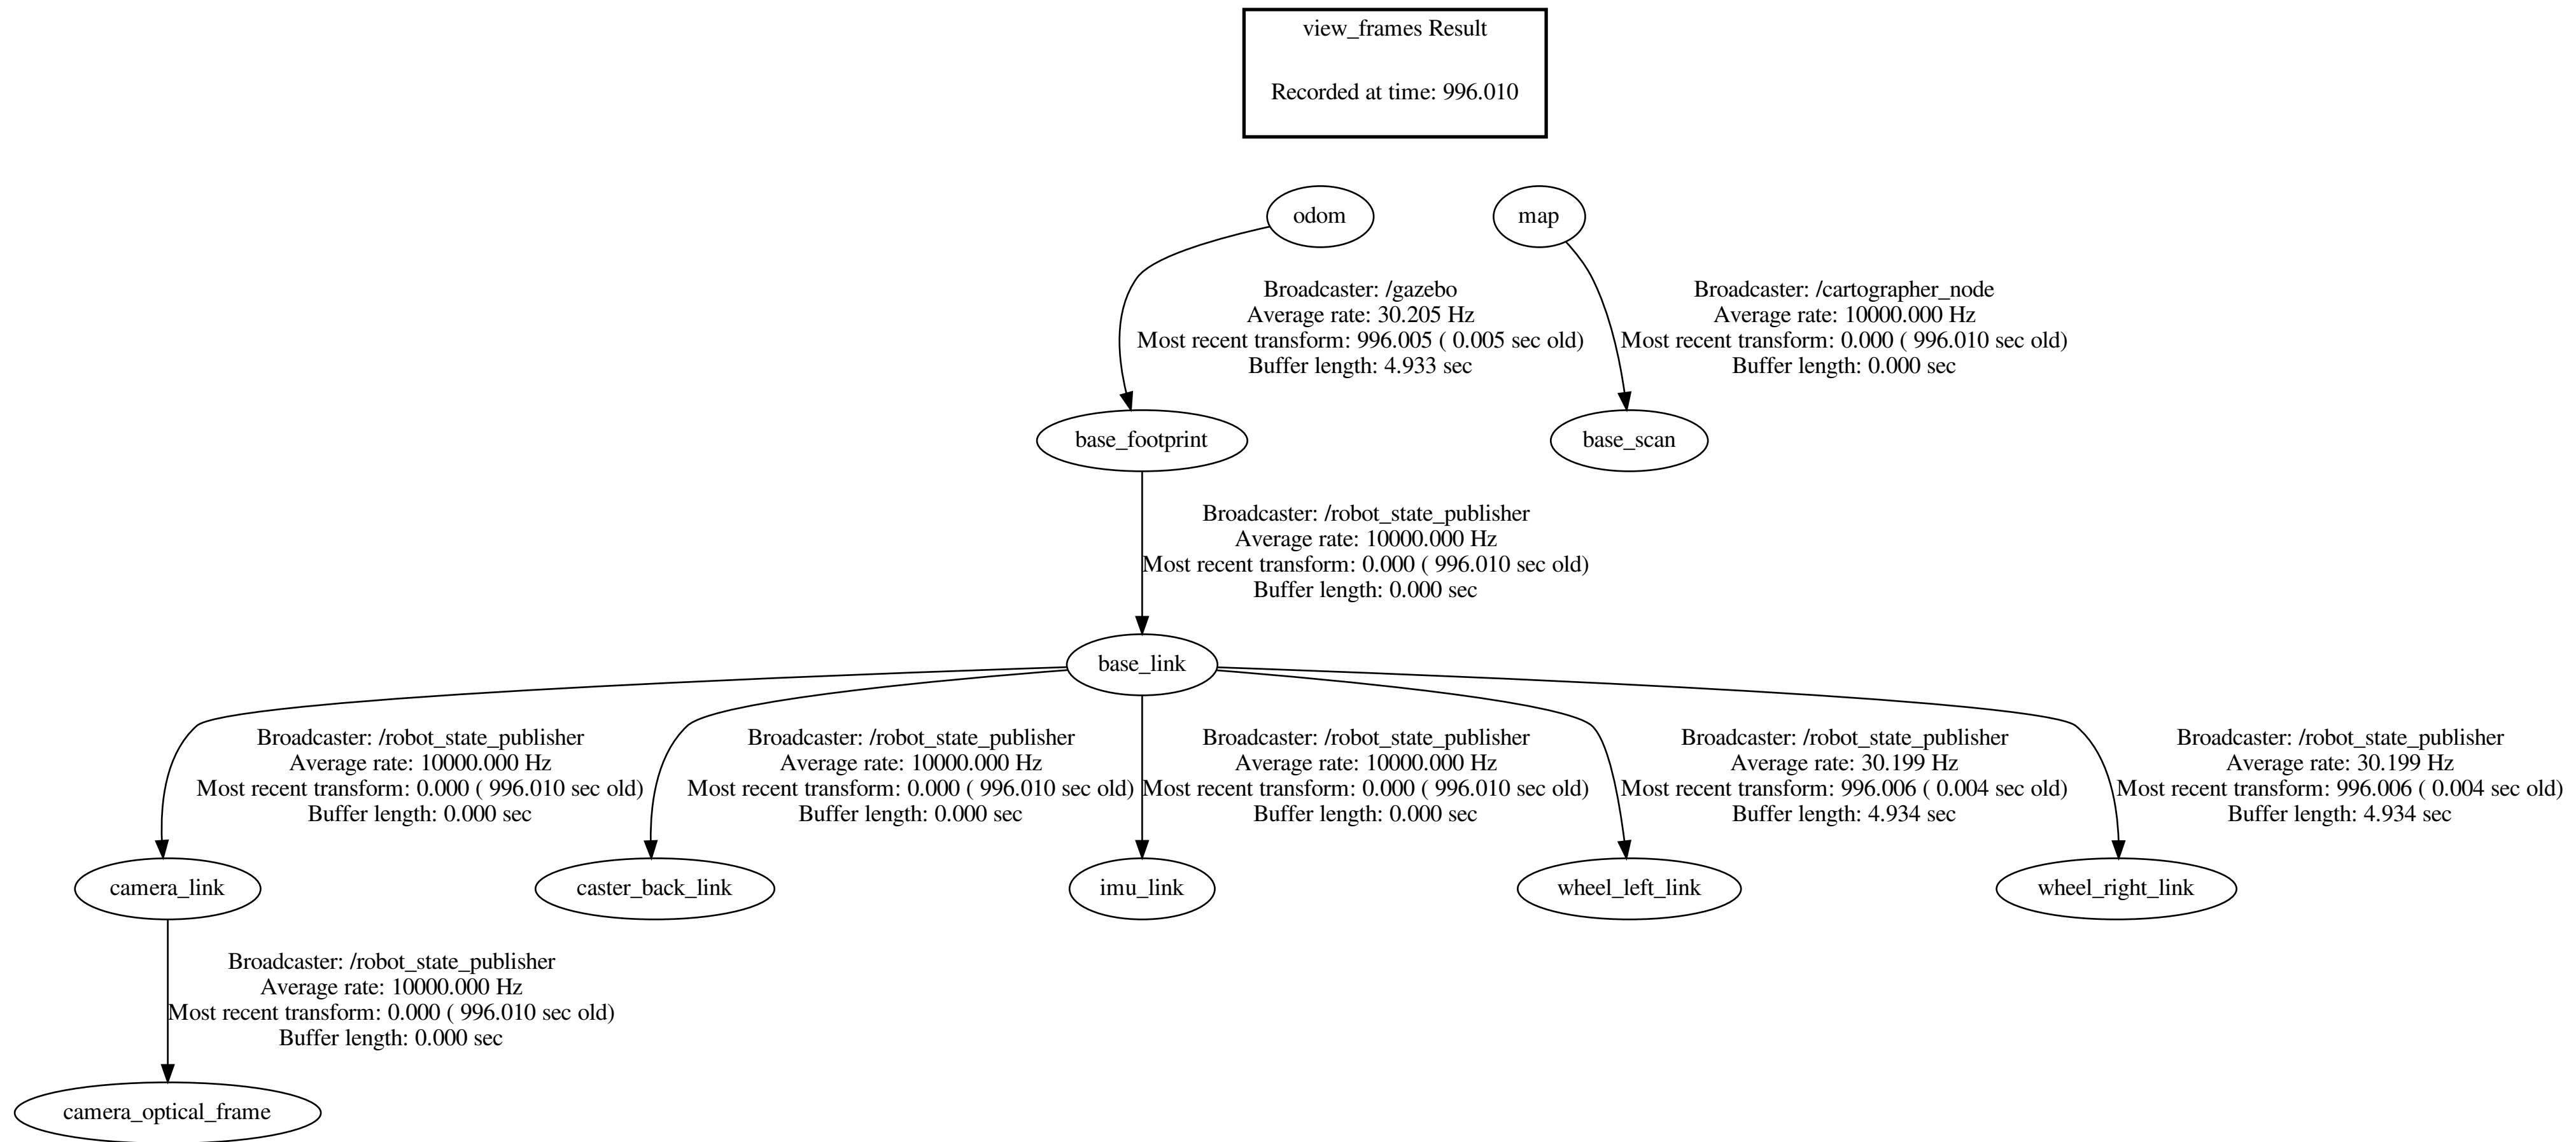 view_frames Result
Recorded at time: 996.010
odom
map
Broadcaster: /gazebo
Average rate: 30.205 Hz
Most recent transform: 996.005 ( 0.005 sec old)
Buffer length: 4.933 sec
Broadcaster: /cartographer_node
Average rate: 10000.000 Hz
Most recent transform: 0.000 ( 996.010 sec old)
Buffer length: 0.000 sec
base_footprint
base_scan
Broadcaster: /robot_state_publisher
Average rate: 10000.000 Hz
Most recent transform: 0.000 ( 996.010 sec old)
Buffer length: 0.000 sec
base_link
Broadcaster: /robot_state_publisher
Average rate: 10000.000 Hz
Most recent transform: 0.000 ( 996.010 sec old)
Buffer length: 0.000 sec
Broadcaster: /robot_state_publisher
Average rate: 10000.000 Hz
Most recent transform: 0.000 ( 996.010 sec old)
Buffer length: 0.000 sec
Broadcaster: /robot_state_publisher
Average rate: 10000.000 Hz
Most recent transform: 0.000 ( 996.010 sec old)
Buffer length: 0.000 sec
Broadcaster: /robot_state_publisher
Average rate: 30.199 Hz
Most recent transform: 996.006 ( 0.004 sec old)
Buffer length: 4.934 sec
Broadcaster: /robot_state_publisher
Average rate: 30.199 Hz
Most recent transform: 996.006 ( 0.004 sec old)
Buffer length: 4.934 sec
camera_link
caster_back_link
imu_link
wheel_left_link
wheel_right_link
Broadcaster: /robot_state_publisher
Average rate: 10000.000 Hz
Most recent transform: 0.000 ( 996.010 sec old)
Buffer length: 0.000 sec
camera_optical_frame